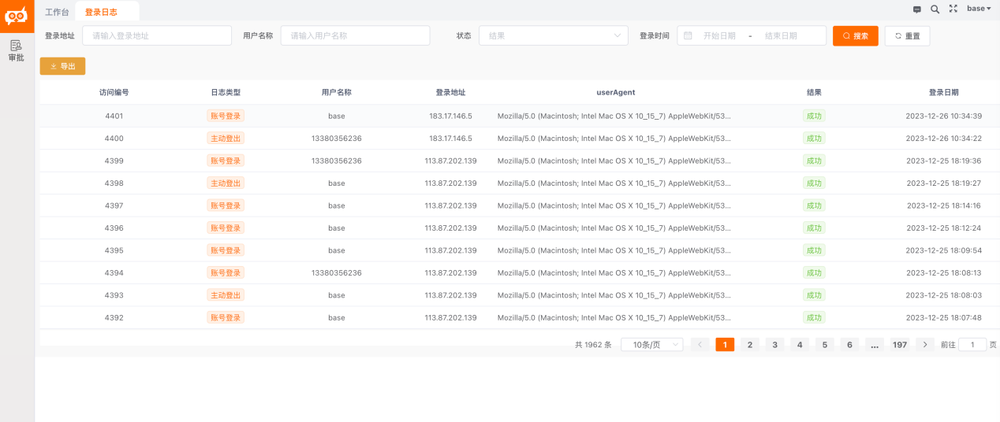 工作台 登录日志 base
审批
登录地址 请输入登录地址 用户名称 请输入用户名称 状态 结果 登录时间 开始日期 - 结束日期 搜索 重置
导出
访问编号 日志类型 用户名称 登录地址 userAgent 结果 登录日期
4401 账号登录 base 183.17.146.5 Mozilla/5.0 (Macintosh; Intel Mac OS X 10_15_7) AppleWebKit/53... 成功 2023-12-26 10:34:39
4400 主动登出 13380356236 183.17.146.5 Mozilla/5.0 (Macintosh; Intel Mac OS X 10_15_7) AppleWebKit/53... 成功 2023-12-26 10:34:22
4399 账号登录 13380356236 113.87.202.139 Mozilla/5.0 (Macintosh; Intel Mac OS X 10_15_7) AppleWebKit/53... 成功 2023-12-25 18:19:36
4398 主动登出 base 113.87.202.139 Mozilla/5.0 (Macintosh; Intel Mac OS X 10_15_7) AppleWebKit/53... 成功 2023-12-25 18:19:27
4397 账号登录 base 113.87.202.139 Mozilla/5.0 (Macintosh; Intel Mac OS X 10_15_7) AppleWebKit/53... 成功 2023-12-25 18:14:16
4396 账号登录 base 113.87.202.139 Mozilla/5.0 (Macintosh; Intel Mac OS X 10_15_7) AppleWebKit/53... 成功 2023-12-25 18:12:24
4395 账号登录 base 113.87.202.139 Mozilla/5.0 (Macintosh; Intel Mac OS X 10_15_7) AppleWebKit/53... 成功 2023-12-25 18:09:54
4394 账号登录 13380356236 113.87.202.139 Mozilla/5.0 (Macintosh; Intel Mac OS X 10_15_7) AppleWebKit/53... 成功 2023-12-25 18:08:13
4393 主动登出 base 113.87.202.139 Mozilla/5.0 (Macintosh; Intel Mac OS X 10_15_7) AppleWebKit/53... 成功 2023-12-25 18:08:03
4392 账号登录 base 113.87.202.139 Mozilla/5.0 (Macintosh; Intel Mac OS X 10_15_7) AppleWebKit/53... 成功 2023-12-25 18:07:48
共 1962 条 10条/页 1 2 3 4 5 6 ... 197 前往 1 页